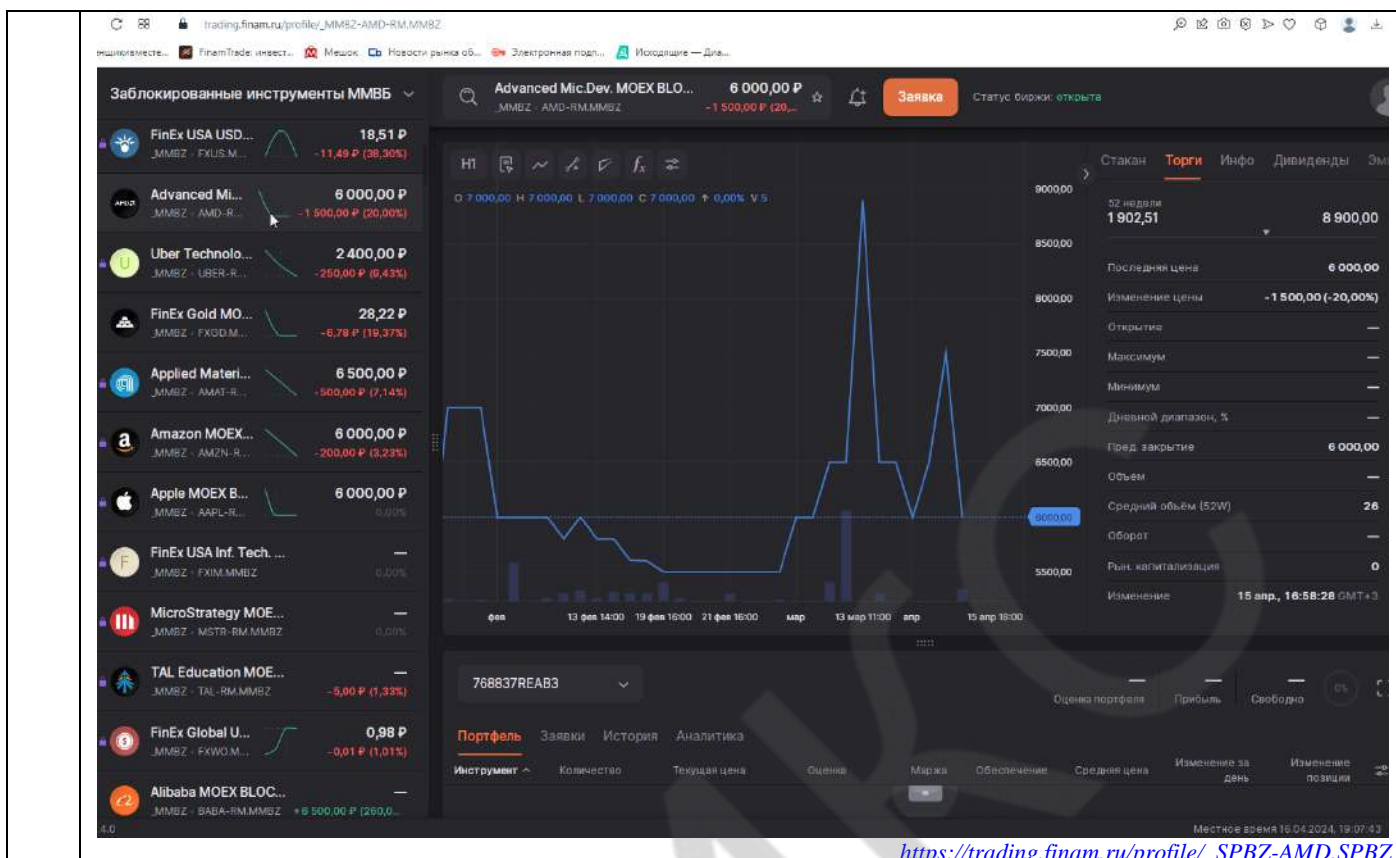 trading.finam.ru/profile/_MMBZ-AMD-RM.MMBZ
FinamTrade: инвест...
Мешок
Новости рынка об...
Электронная подп...
Исходящие — Диа...
Заблокированные инструменты ММВБ
Advanced Mic.Dev. MOEX BLO...
6 000,00 ₽
_MMBZ · AMD-RM.MMBZ
-1 500,00 ₽ (20,...
Заявка
Статус биржи: открыта
FinEx USA USD...
18,51 ₽
_MMBZ · FXUS.M...
-11,49 ₽ (38,30%)
Advanced Mi...
6 000,00 ₽
_MMBZ · AMD-R...
-1 500,00 ₽ (20,00%)
Uber Technolo...
2 400,00 ₽
_MMBZ · UBER-R...
-250,00 ₽ (9,43%)
FinEx Gold MO...
28,22 ₽
_MMBZ · FXGD.M...
-6,78 ₽ (19,37%)
Applied Materi...
6 500,00 ₽
_MMBZ · AMAT-R...
-500,00 ₽ (7,14%)
Amazon MOEX...
6 000,00 ₽
_MMBZ · AMZN-R...
-200,00 ₽ (3,23%)
Apple MOEX B...
6 000,00 ₽
_MMBZ · AAPL-R...
0,00%
FinEx USA Inf. Tech. ...
—
_MMBZ · FXIM.MMBZ
0,00%
MicroStrategy MOE...
—
_MMBZ · MSTR-RM.MMBZ
0,00%
TAL Education MOE...
—
_MMBZ · TAL-RM.MMBZ
-5,00 ₽ (1,33%)
FinEx Global U...
0,98 ₽
_MMBZ · FXWO.M...
-0,01 ₽ (1,01%)
Alibaba MOEX BLOC...
—
_MMBZ · BABA-RM.MMBZ
+6 500,00 ₽ (260,0...
H1
O 7 000,00 H 7 000,00 L 7 000,00 C 7 000,00 ↑ 0,00% V 5
9000,00
8500,00
8000,00
7500,00
7000,00
6500,00
6000,00
5500,00
фев
13 фев 14:00
19 фев 16:00
21 фев 16:00
мар
13 мар 11:00
апр
15 апр 16:00
Стакан
Торги
Инфо
Дивиденды
Эми
52 недели
1 902,51
8 900,00
Последняя цена
6 000,00
Изменение цены
-1 500,00 (-20,00%)
Открытие
—
Максимум
—
Минимум
—
Дневной диапазон, %
—
Пред. закрытие
6 000,00
Объем
—
Средний объём (52W)
26
Оборот
—
Рын. капитализация
0
Изменение
15 апр., 16:58:28 GMT+3
768837REAB3
—
Оценка портфеля
—
Прибыль
—
Свободно
0%
Портфель
Заявки
История
Аналитика
Инструмент
Количество
Текущая цена
Оценка
Маржа
Обеспечение
Средняя цена
Изменение за день
Изменение позиции
4.0
Местное время 16.04.2024, 19:07:43
https://trading.finam.ru/profile/_SPBZ-AMD.SPBZ